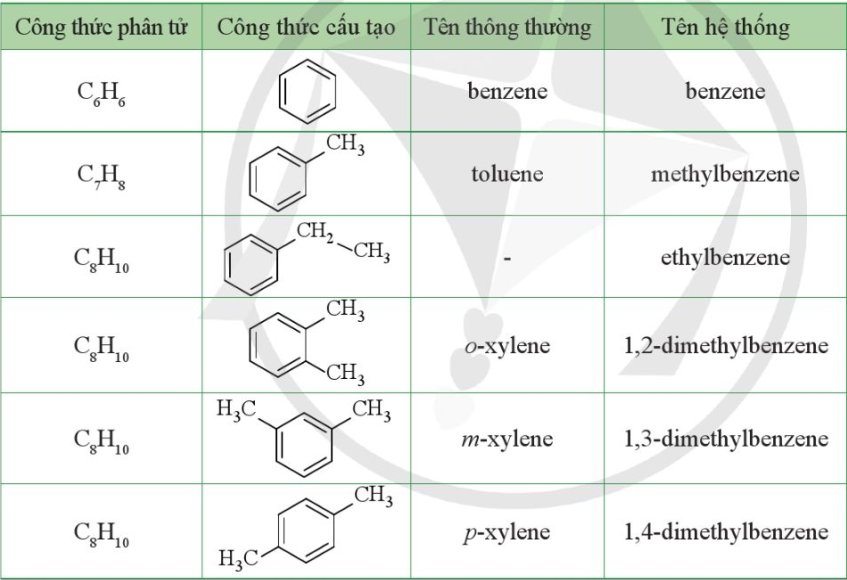 Công thức phân tử Công thức cấu tạo Tên thông thường Tên hệ thống
C₆H₆ benzene benzene
CH₃
C₇H₈ toluene methylbenzene
CH₂
CH₃
C₈H₁₀ - ethylbenzene
CH₃
C₈H₁₀ o-xylene 1,2-dimethylbenzene
CH₃
H₃C CH₃
C₈H₁₀ m-xylene 1,3-dimethylbenzene
CH₃
C₈H₁₀ p-xylene 1,4-dimethylbenzene
H₃C